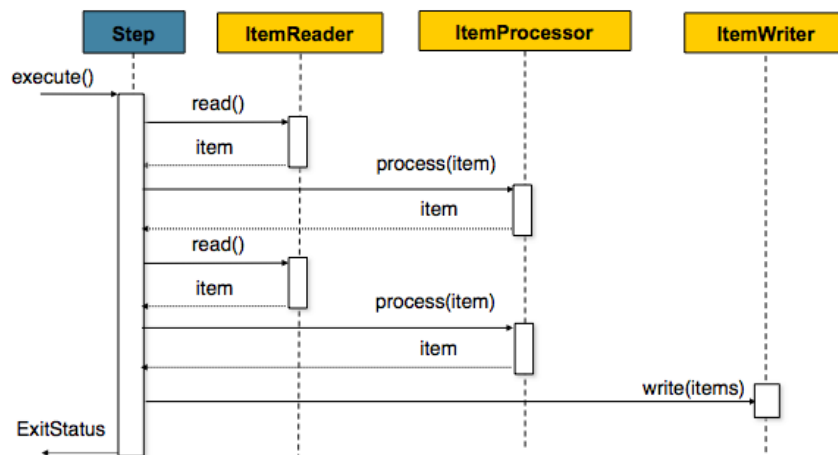 Step
ItemReader
ItemProcessor
ItemWriter
execute()
read()
item
process(item)
item
read()
item
process(item)
item
write(items)
ExitStatus